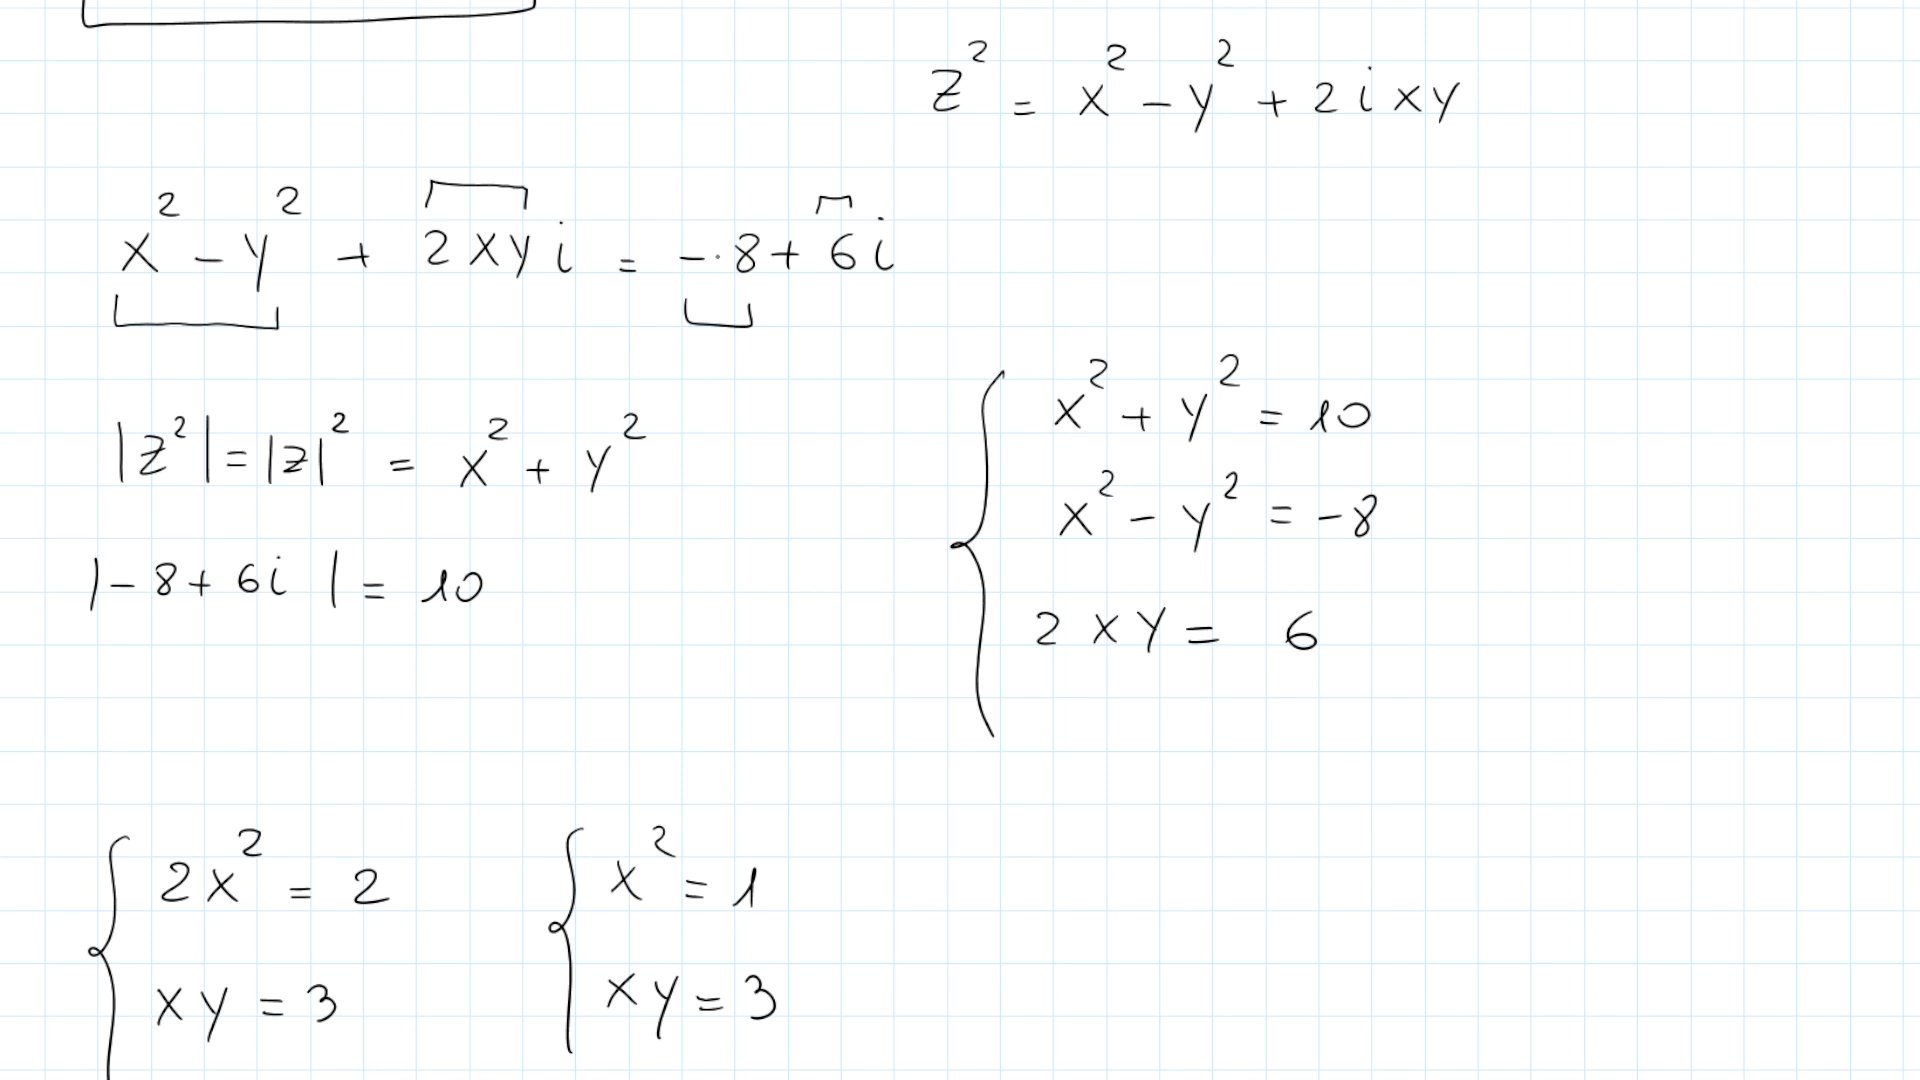 z² = x² - y² + 2ixy
x² - y² + 2xyi = -·8 + 6i
|z²| = |z|² = x² + y²
|-8 + 6i| = 10
x² + y² = 10
x² - y² = -8
2xy = 6
2x² = 2
xy = 3
x² = 1
xy = 3